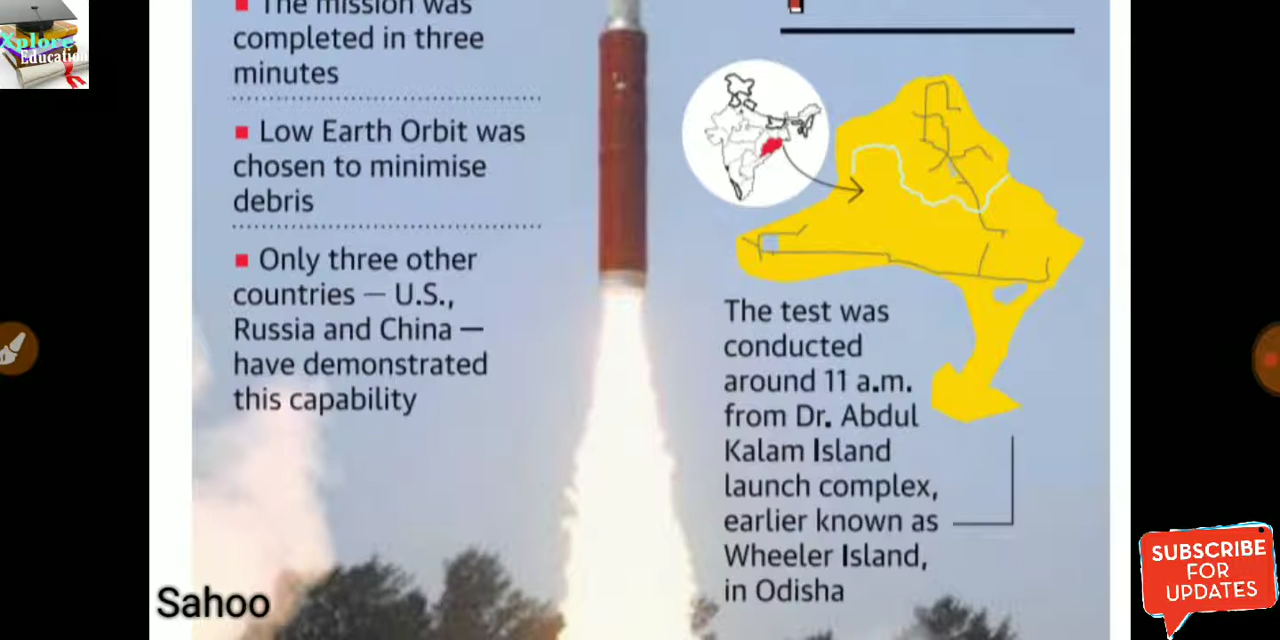 Xplore
Education
The mission was
completed in three
minutes
Low Earth Orbit was
chosen to minimise
debris
Only three other
countries — U.S.,
Russia and China —
have demonstrated
this capability
The test was
conducted
around 11 a.m.
from Dr. Abdul
Kalam Island
launch complex,
earlier known as
Wheeler Island,
in Odisha
Sahoo
SUBSCRIBE
FOR
UPDATES